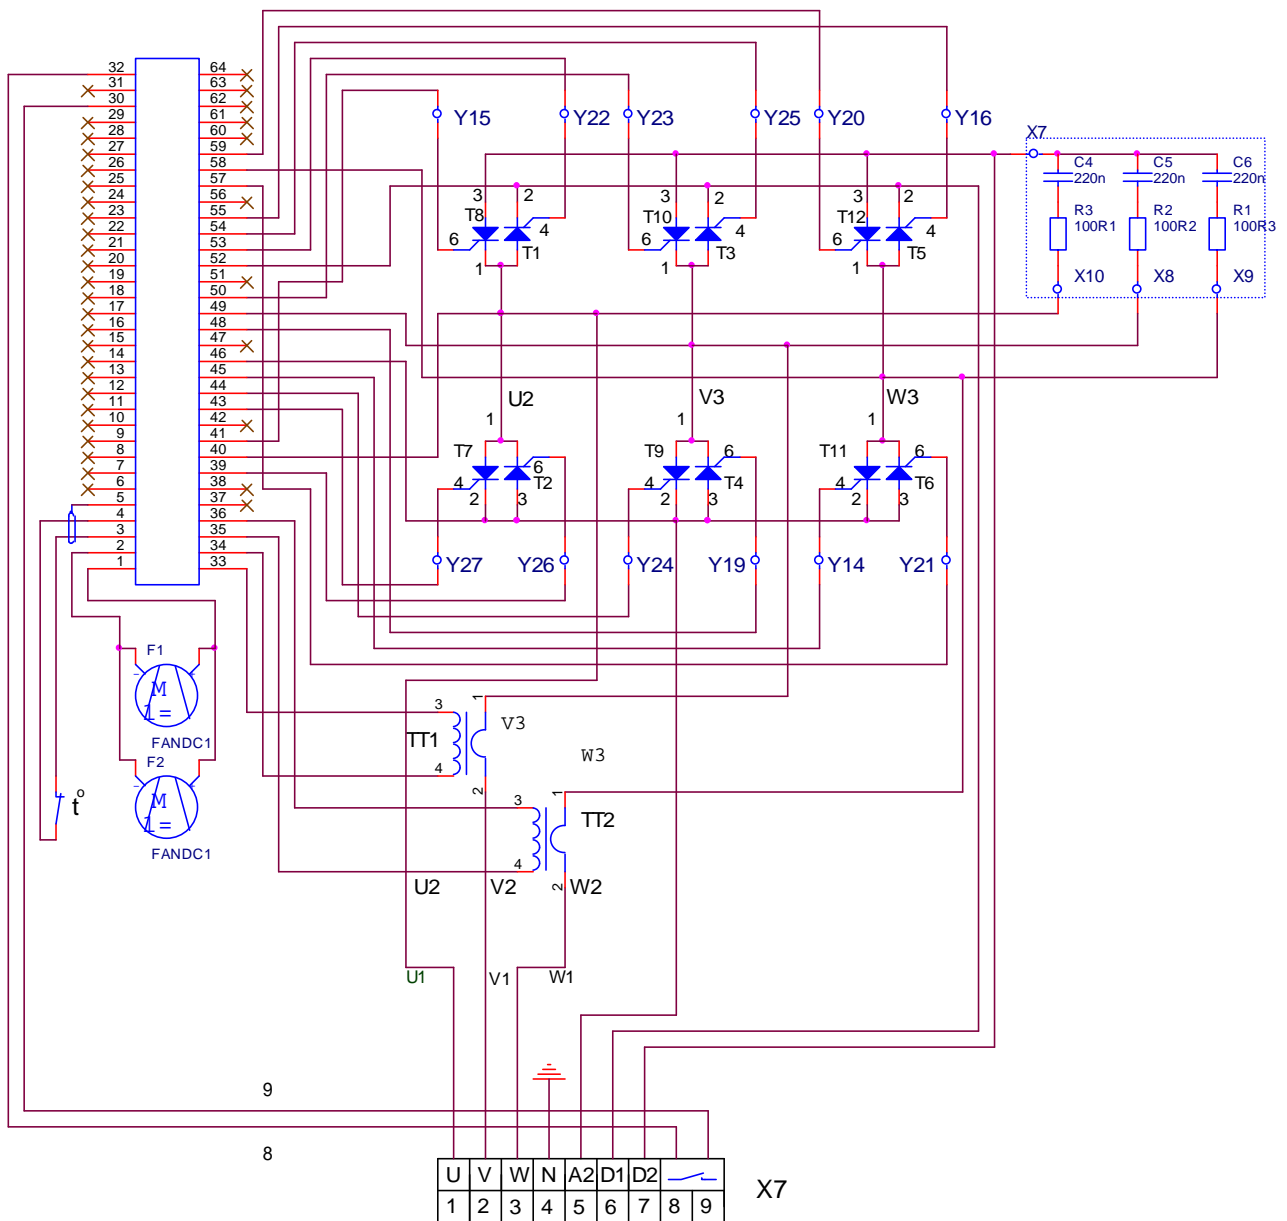 32 64
31 63
30 62
29 61
28 60
27 59
26 58
25 57
24 56
23 55
22 54
21 53
20 52
19 51
18 50
17 49
16 48
15 47
14 46
13 45
12 44
11 43
10 42
9 41
8 40
7 39
6 38
5 37
4 36
3 35
2 34
1 33
Y15 Y22 Y23 Y25 Y20 Y16
X7
C4 C5 C6
220n 220n 220n
3 2 3 2 3 2
T8 T10 T12
R3 R2 R1
100R1 100R2 100R3
4 4 4
6 6 6
T1 T3 T5
1 1 1
X10 X8 X9
U2 V3 W3
1 1 1
T7 T9 T11
6 6 6
4 T2 4 T4 4 T6
2 3 2 3 2 3
Y27 Y26 Y24 Y19 Y14 Y21
F1
M
1=
FANDC1
F2
M
1=
FANDC1
t°
3 1
V3
TT1
W3
4
2
3 1
TT2
4
2
U2 V2 W2
U1 V1 W1
9
8
U V W N A2 D1 D2
1 2 3 4 5 6 7 8 9
X7